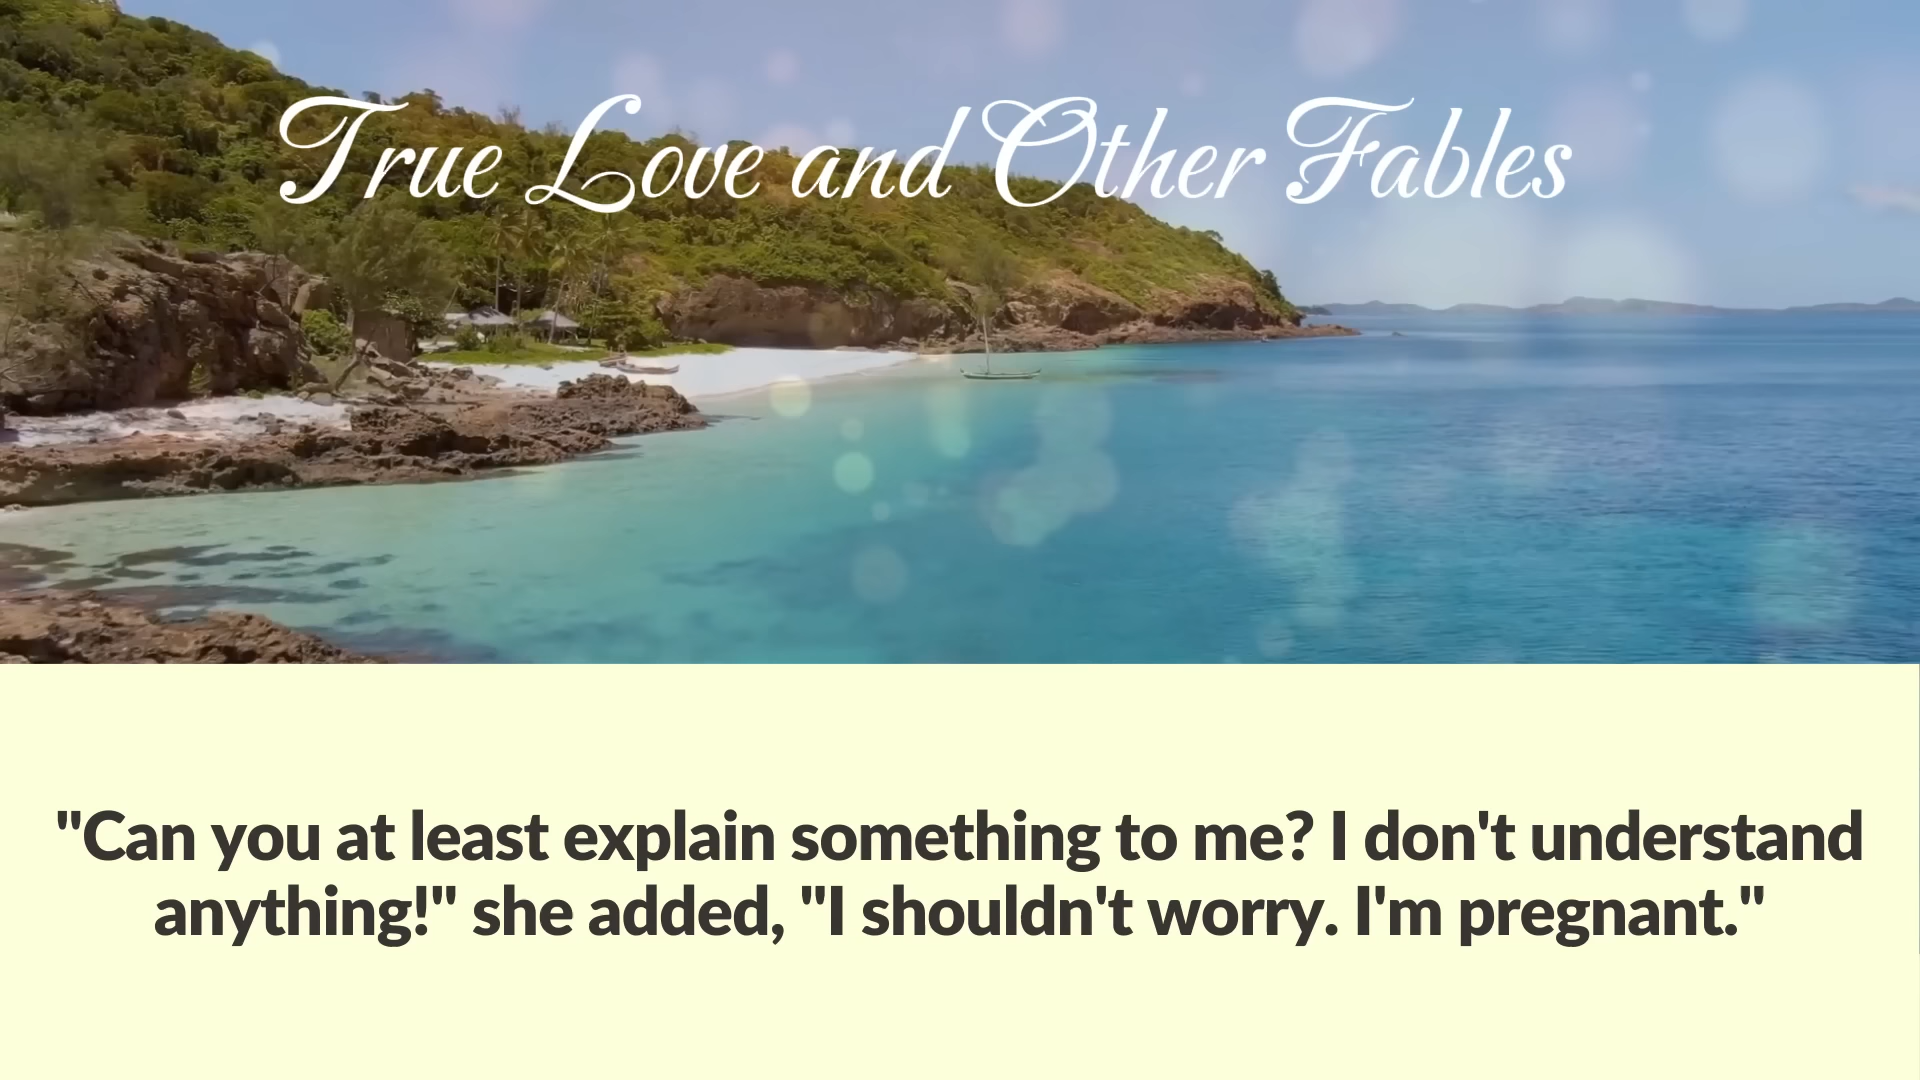 True Love and Other Fables
"Can you at least explain something to me? I don't understand
anything!" she added, "I shouldn't worry. I'm pregnant."